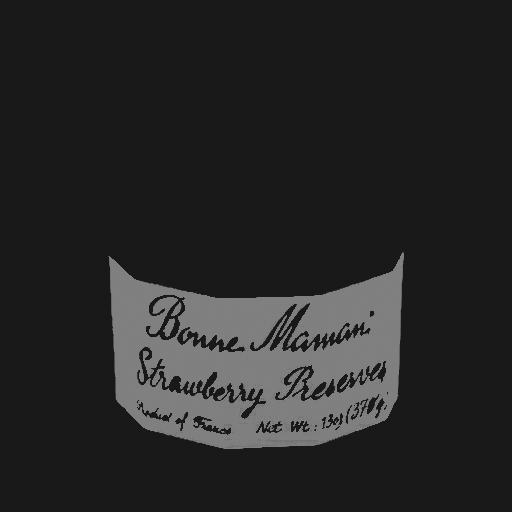 Bonne Maman
Strawberry Preserves
Product of France Net Wt : 13oz (370g)